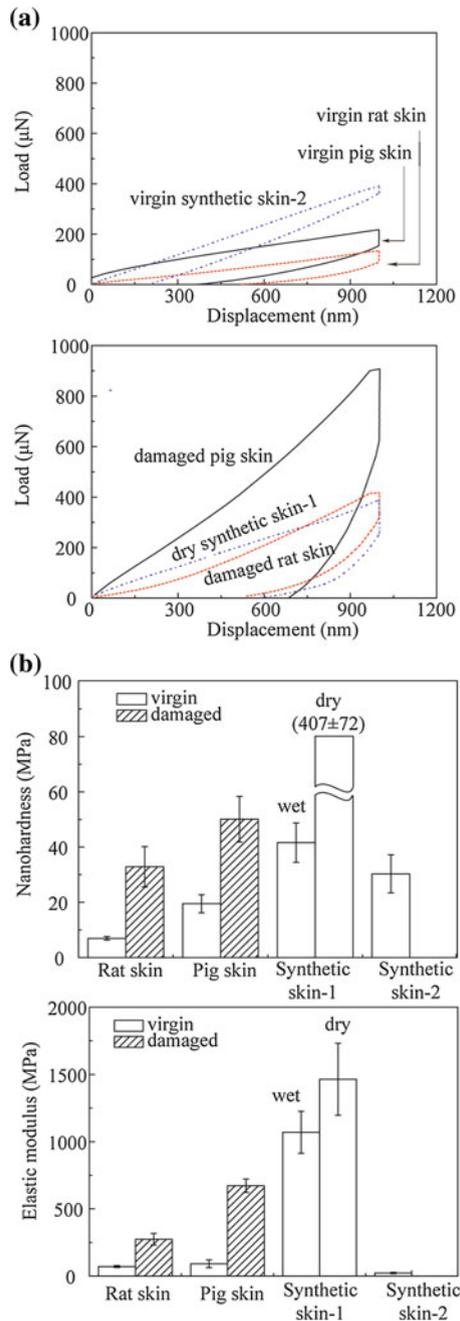 (a)
1000
800
600
400
200
0
Load (μN)
virgin rat skin
virgin pig skin
virgin synthetic skin-2
0 300 600 900 1200
Displacement (nm)
1000
800
600
400
200
0
Load (μN)
damaged pig skin
dry synthetic skin-1
damaged rat skin
0 300 600 900 1200
Displacement (nm)
(b)
100
80
60
40
20
0
Nanohardness (MPa)
virgin
damaged
dry
(407±72)
wet
Rat skin Pig skin Synthetic Synthetic
skin-1 skin-2
2000
1500
1000
500
0
Elastic modulus (MPa)
virgin
damaged
dry
wet
Rat skin Pig skin Synthetic Synthetic
skin-1 skin-2